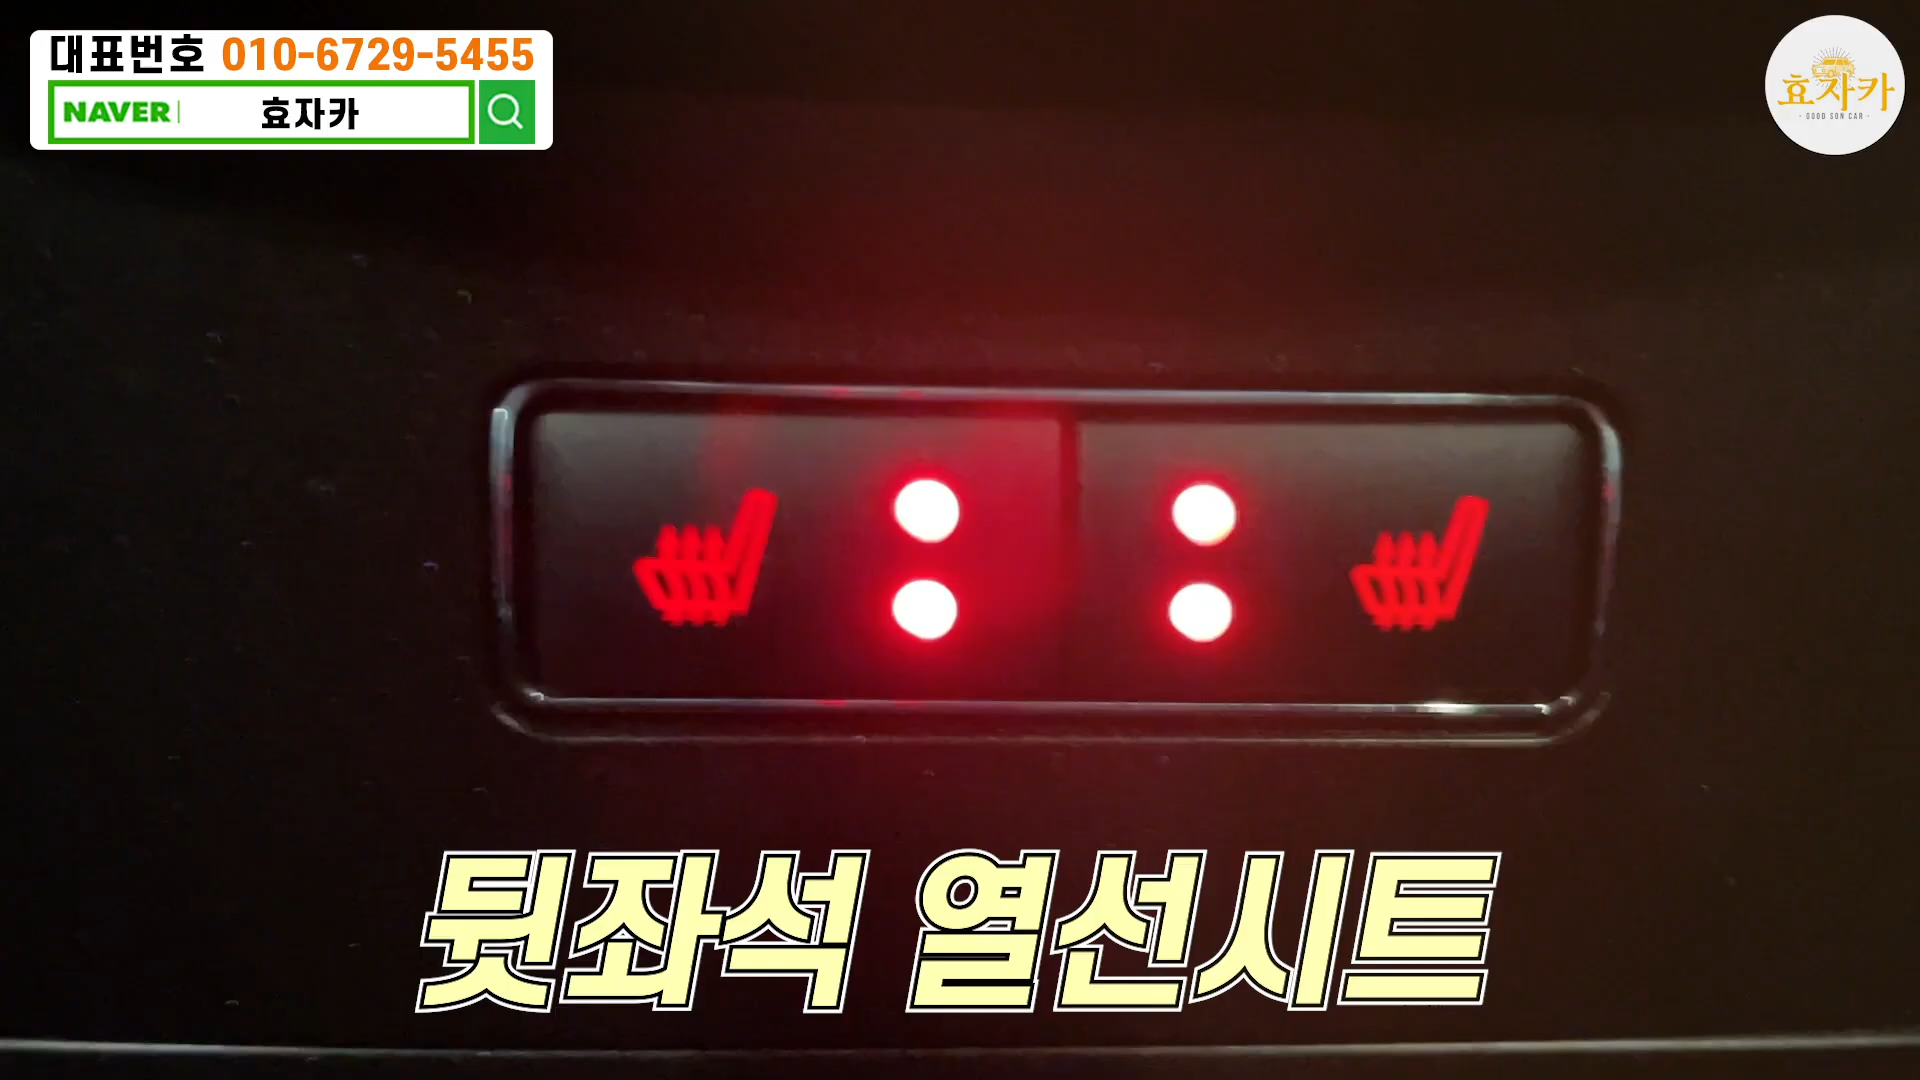 대표번호 010-6729-5455
NAVER 효자카
효자카
· GOOD SON CAR ·
뒷좌석 열선시트